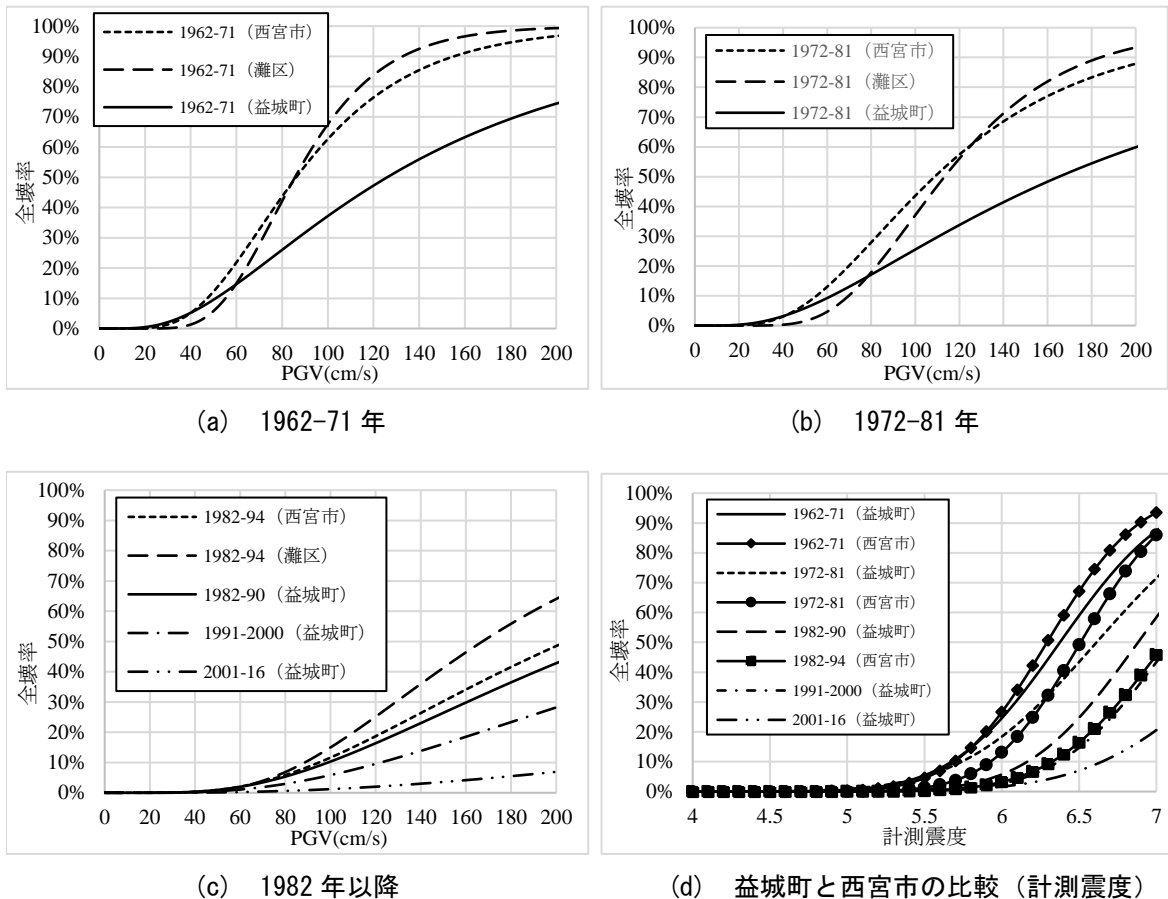 100%
90%
80%
70%
60%
50%
40%
30%
20%
10%
0%
全壊率
1962-71（西宮市）
1962-71（灘区）
1962-71（益城町）
0 20 40 60 80 100 120 140 160 180 200
PGV(cm/s)
(a) 1962-71 年
100%
90%
80%
70%
60%
50%
40%
30%
20%
10%
0%
全壊率
1972-81（西宮市）
1972-81（灘区）
1972-81（益城町）
0 20 40 60 80 100 120 140 160 180 200
PGV(cm/s)
(b) 1972-81 年
100%
90%
80%
70%
60%
50%
40%
30%
20%
10%
0%
全壊率
1982-94（西宮市）
1982-94（灘区）
1982-90（益城町）
1991-2000（益城町）
2001-16（益城町）
0 20 40 60 80 100 120 140 160 180 200
PGV(cm/s)
(c) 1982 年以降
100%
90%
80%
70%
60%
50%
40%
30%
20%
10%
0%
全壊率
1962-71（益城町）
1962-71（西宮市）
1972-81（益城町）
1972-81（西宮市）
1982-90（益城町）
1982-94（西宮市）
1991-2000（益城町）
2001-16（益城町）
4 4.5 5 5.5 6 6.5 7
計測震度
(d) 益城町と西宮市の比較（計測震度）